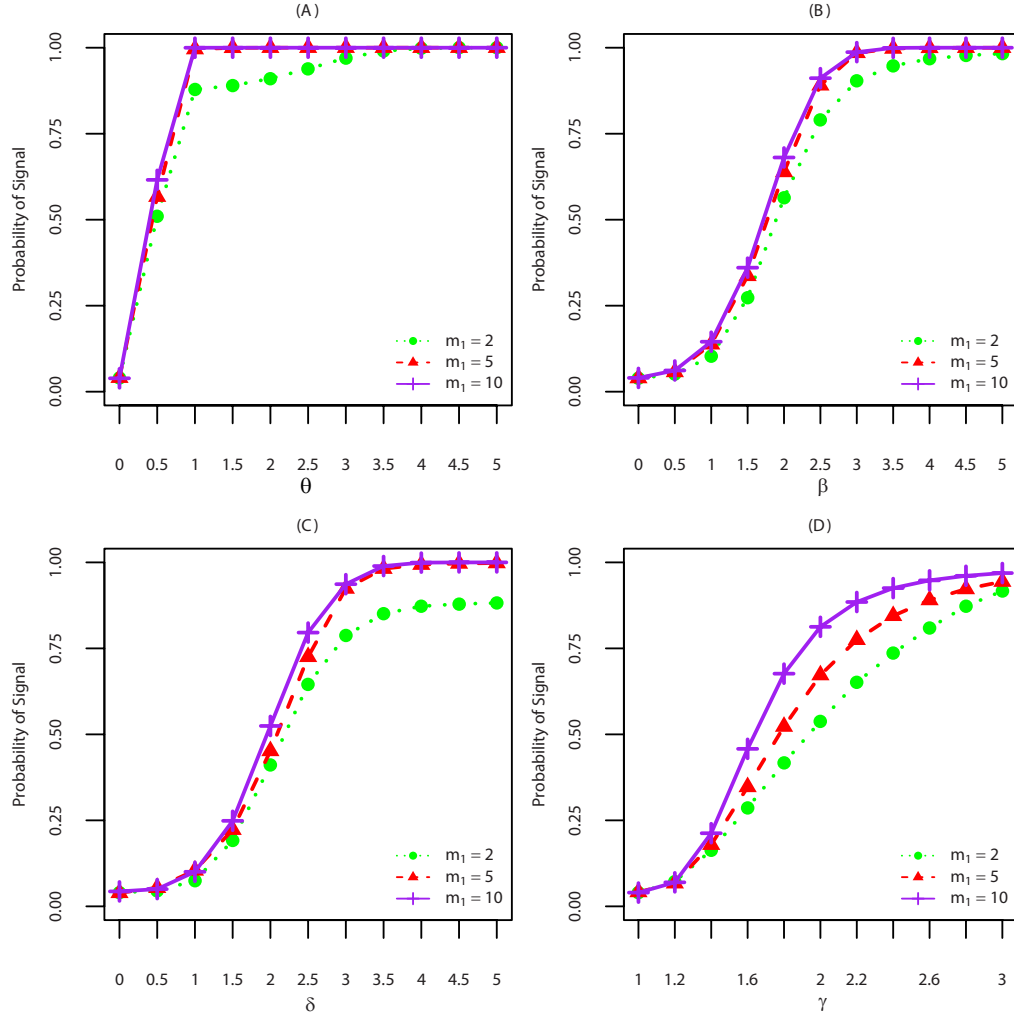 (A)
1.00
0.75
0.50
0.25
0.00
Probability of Signal
m1 = 2
m1 = 5
m1 = 10
0 0.5 1 1.5 2 2.5 3 3.5 4 4.5 5
θ
(B)
1.00
0.75
0.50
0.25
0.00
Probability of Signal
m1 = 2
m1 = 5
m1 = 10
0 0.5 1 1.5 2 2.5 3 3.5 4 4.5 5
β
(C)
1.00
0.75
0.50
0.25
0.00
Probability of Signal
m1 = 2
m1 = 5
m1 = 10
0 0.5 1 1.5 2 2.5 3 3.5 4 4.5 5
δ
(D)
1.00
0.75
0.50
0.25
0.00
Probability of Signal
m1 = 2
m1 = 5
m1 = 10
1 1.2 1.6 2 2.2 2.6 3
γ